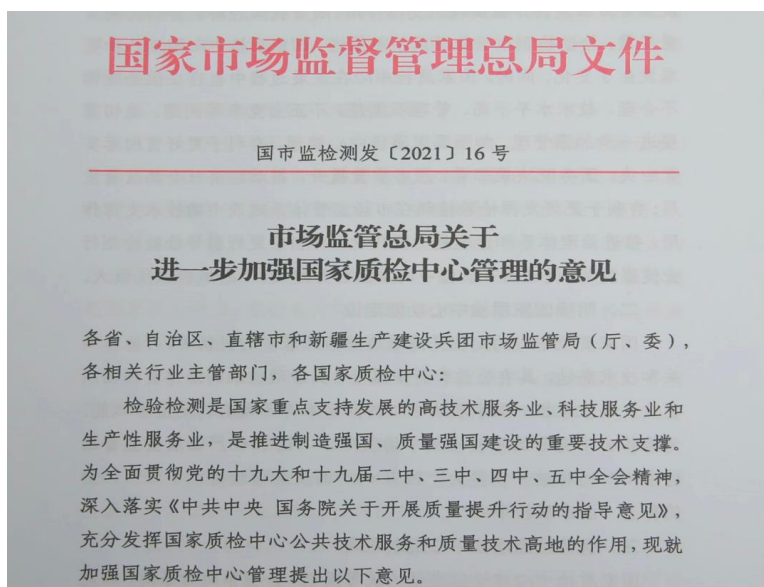 国家市场监督管理总局文件
国市监检测发〔2021〕16 号
市场监管总局关于
进一步加强国家质检中心管理的意见
各省、自治区、直辖市和新疆生产建设兵团市场监管局（厅、委），
各相关行业主管部门，各国家质检中心：
检验检测是国家重点支持发展的高技术服务业、科技服务业和
生产性服务业，是推进制造强国、质量强国建设的重要技术支撑。
为全面贯彻党的十九大和十九届二中、三中、四中、五中全会精神，
深入落实《中共中央 国务院关于开展质量提升行动的指导意见》，
充分发挥国家质检中心公共技术服务和质量技术高地的作用，现就
加强国家质检中心管理提出以下意见。